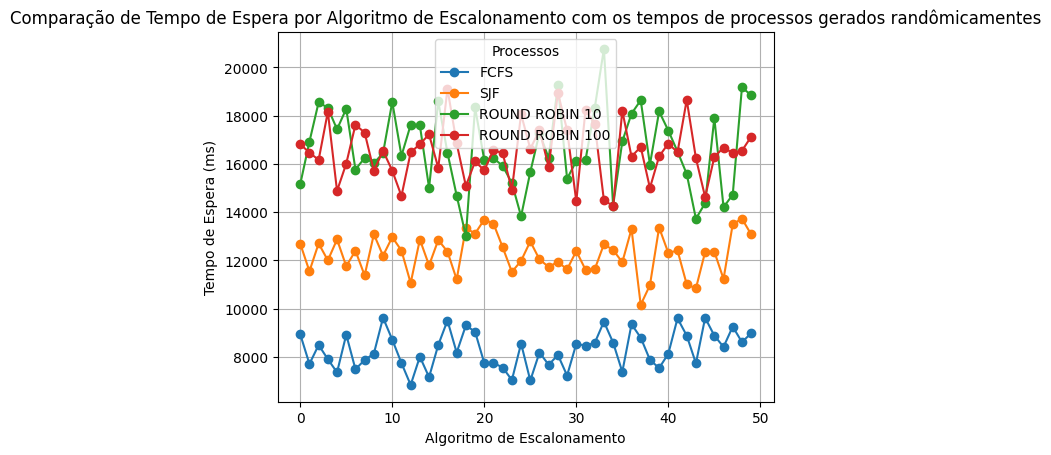 Comparação de Tempo de Espera por Algoritmo de Escalonamento com os tempos de processos gerados randômicamentes
Processos
FCFS
SJF
ROUND ROBIN 10
ROUND ROBIN 100
Tempo de Espera (ms)
20000
18000
16000
14000
12000
10000
8000
0 10 20 30 40 50
Algoritmo de Escalonamento